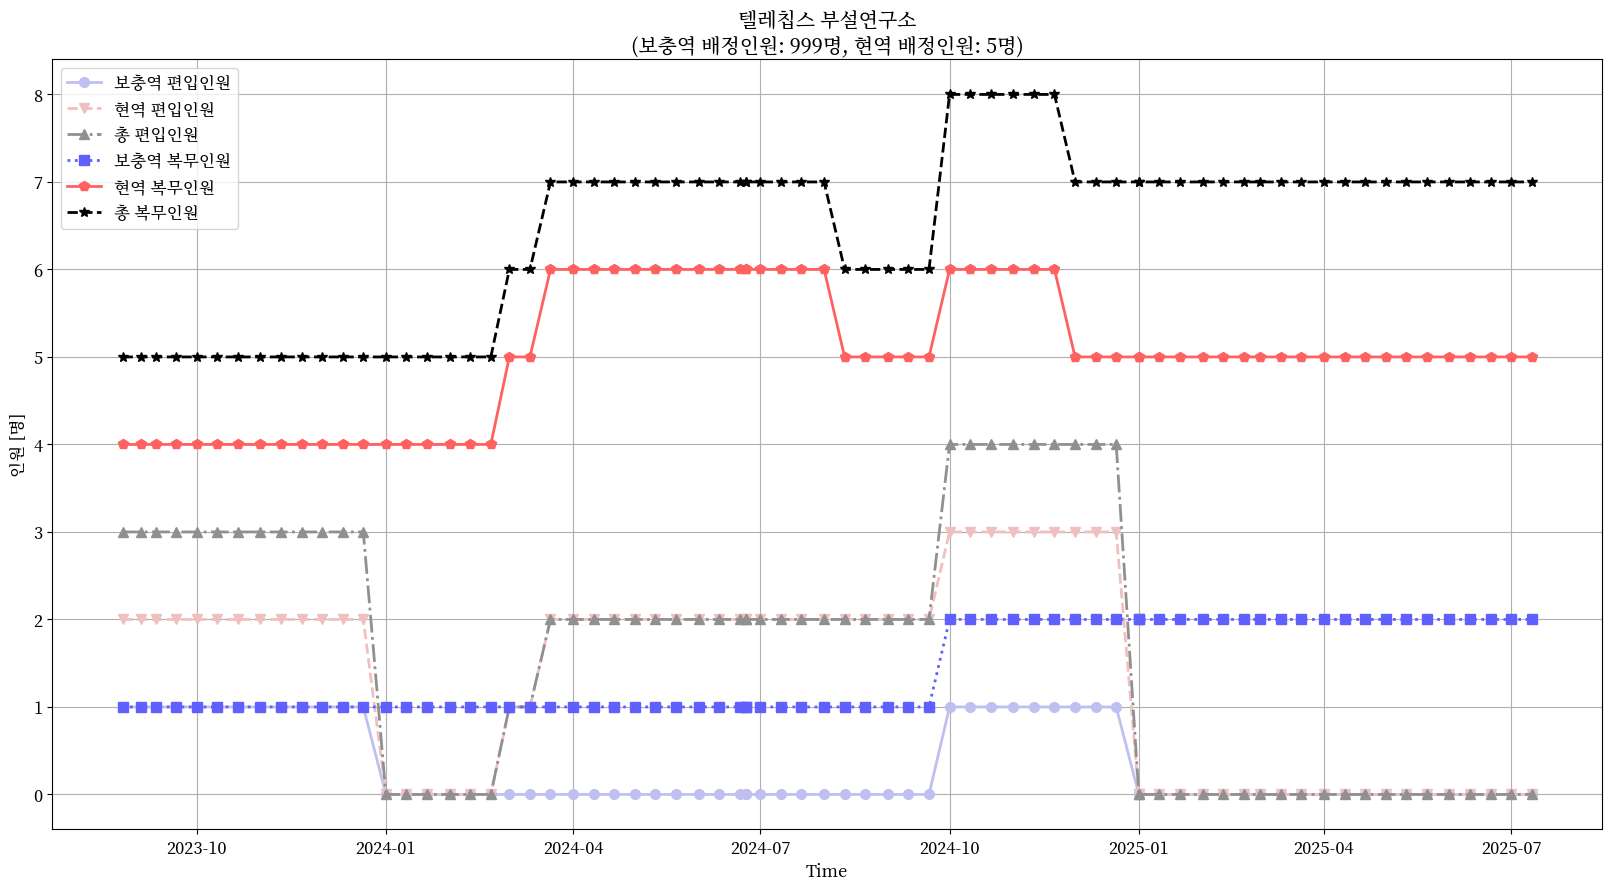 텔레칩스 부설연구소
(보충역 배정인원: 999명, 현역 배정인원: 5명)
보충역 편입인원
현역 편입인원
총 편입인원
보충역 복무인원
현역 복무인원
총 복무인원
8
7
6
5
4
3
2
1
0
인원 [명]
2023-10
2024-01
2024-04
2024-07
2024-10
2025-01
2025-04
2025-07
Time